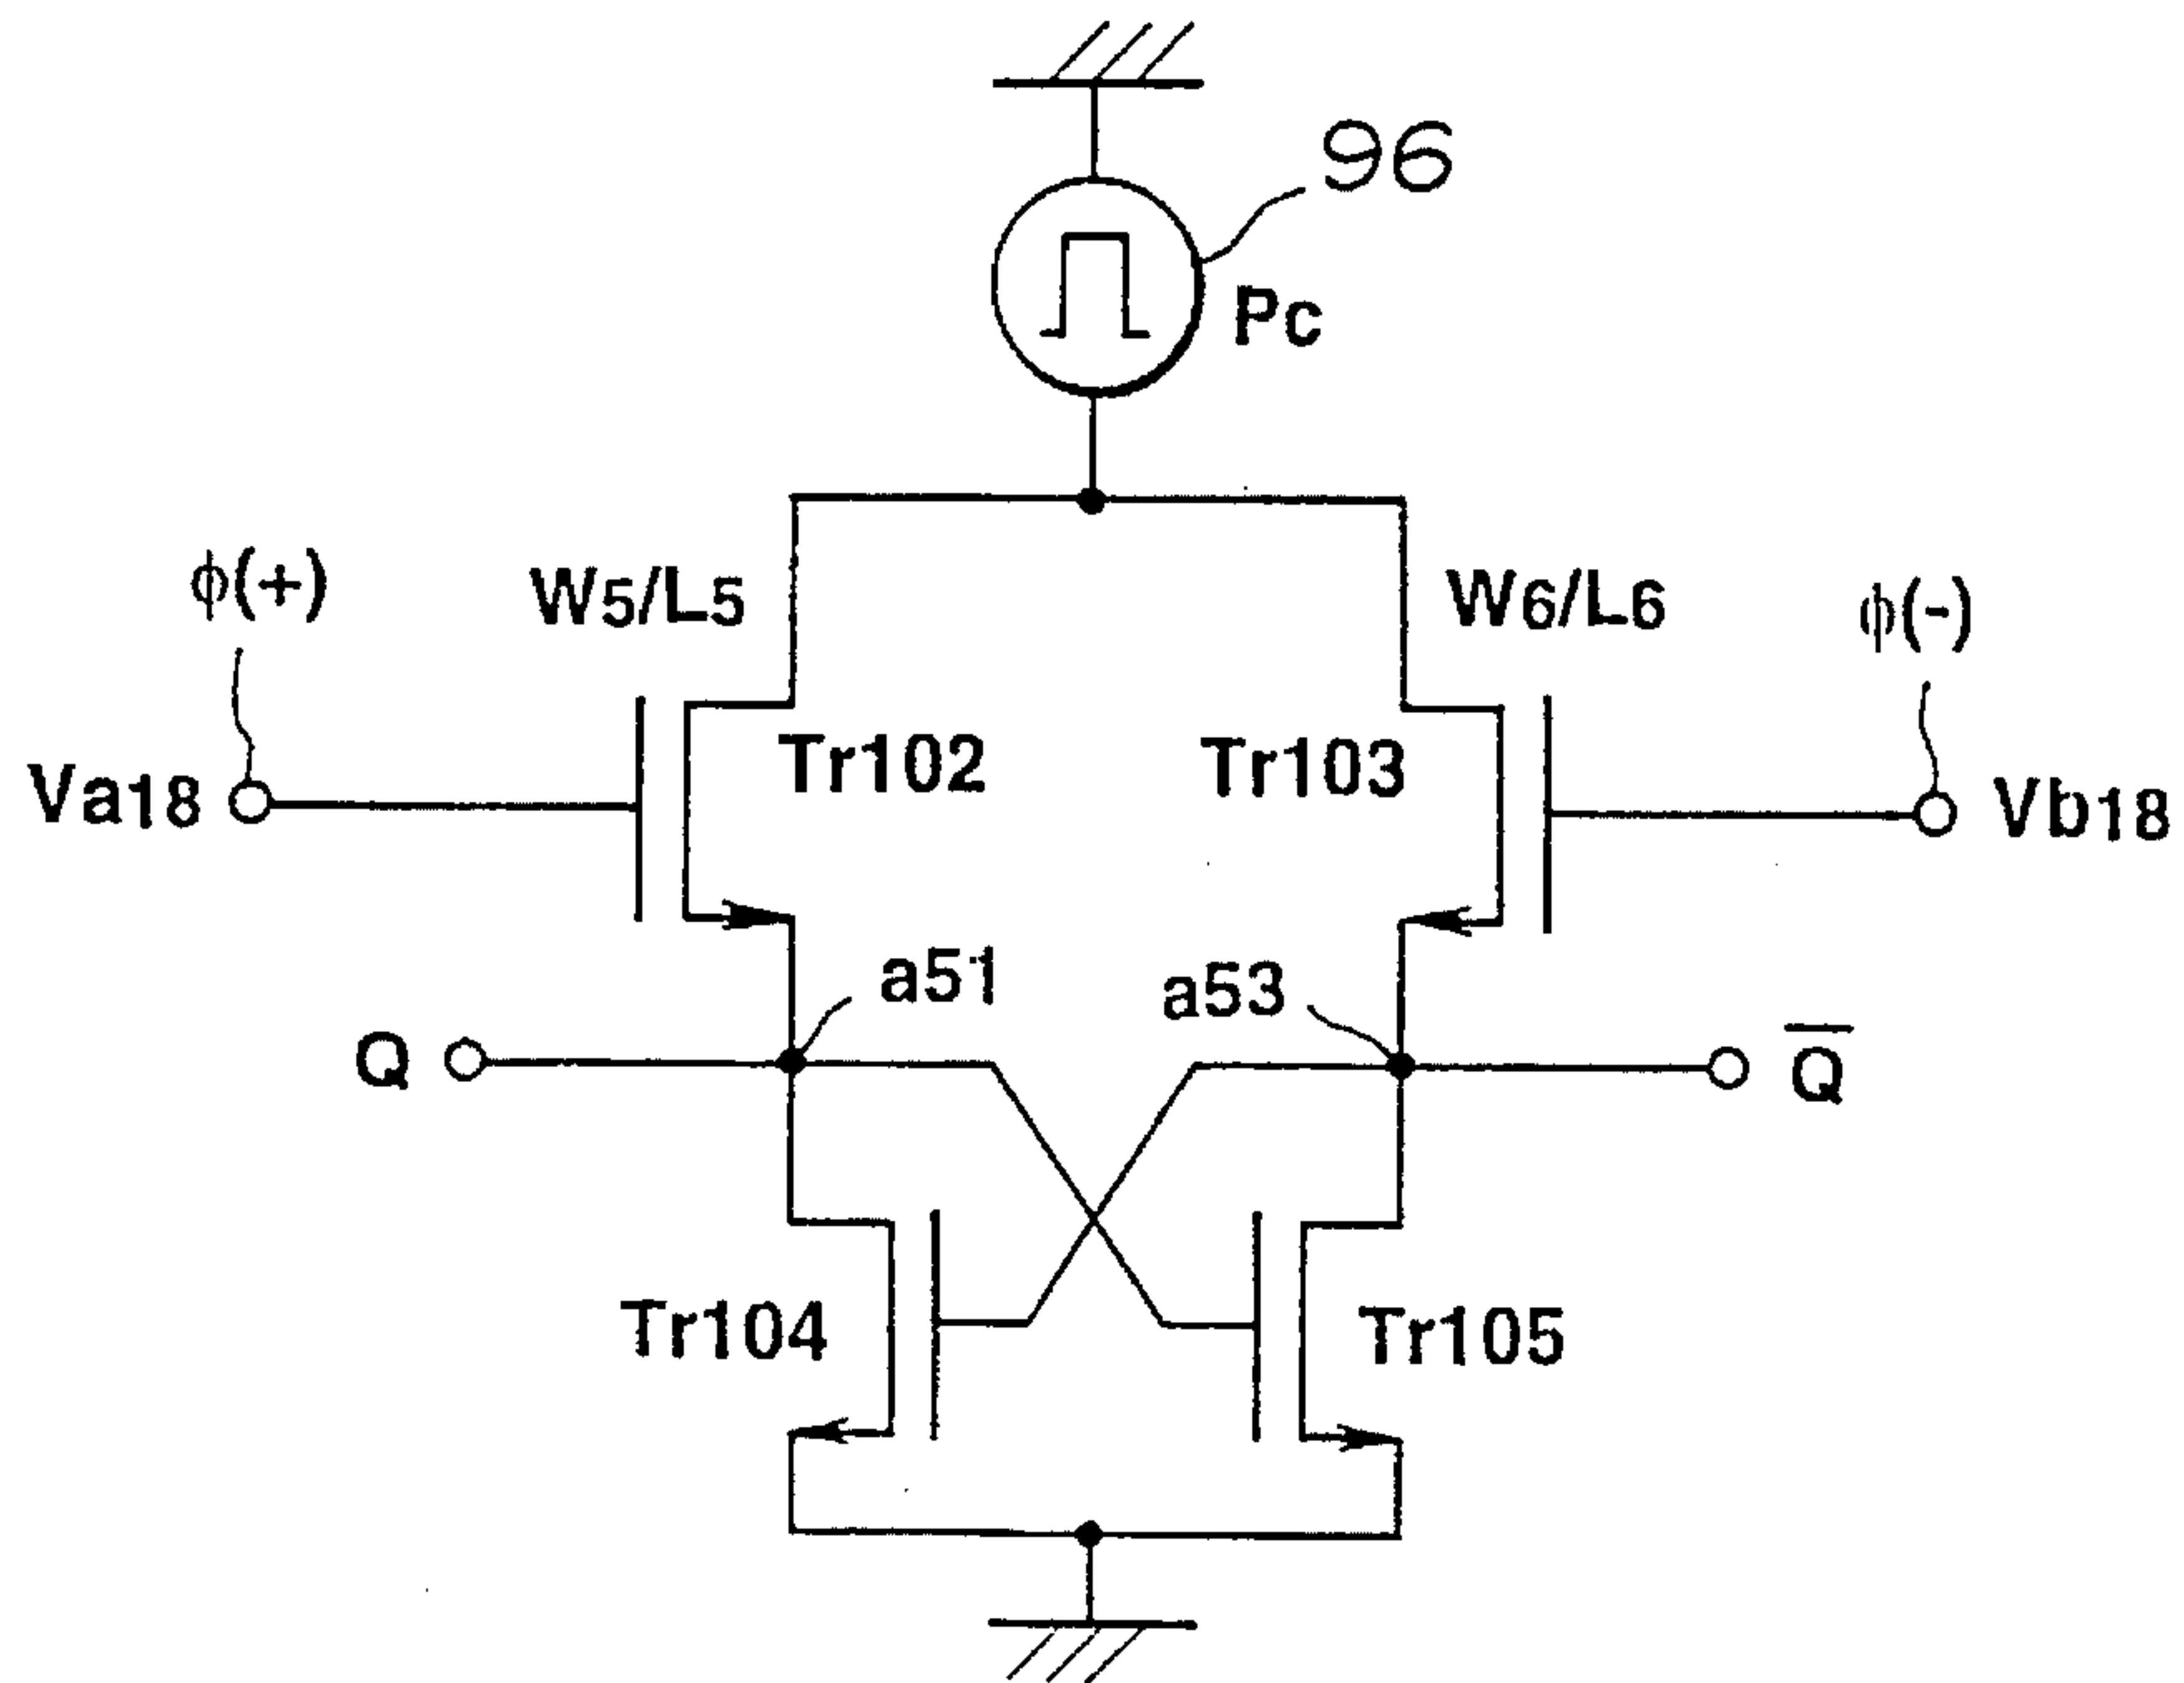 96
Pc
ϕ(+)
W5/L5
W6/L6
ϕ(-)
Va18
Tr102
Tr103
Vb18
a51
a53
Q
Q̅
Tr104
Tr105